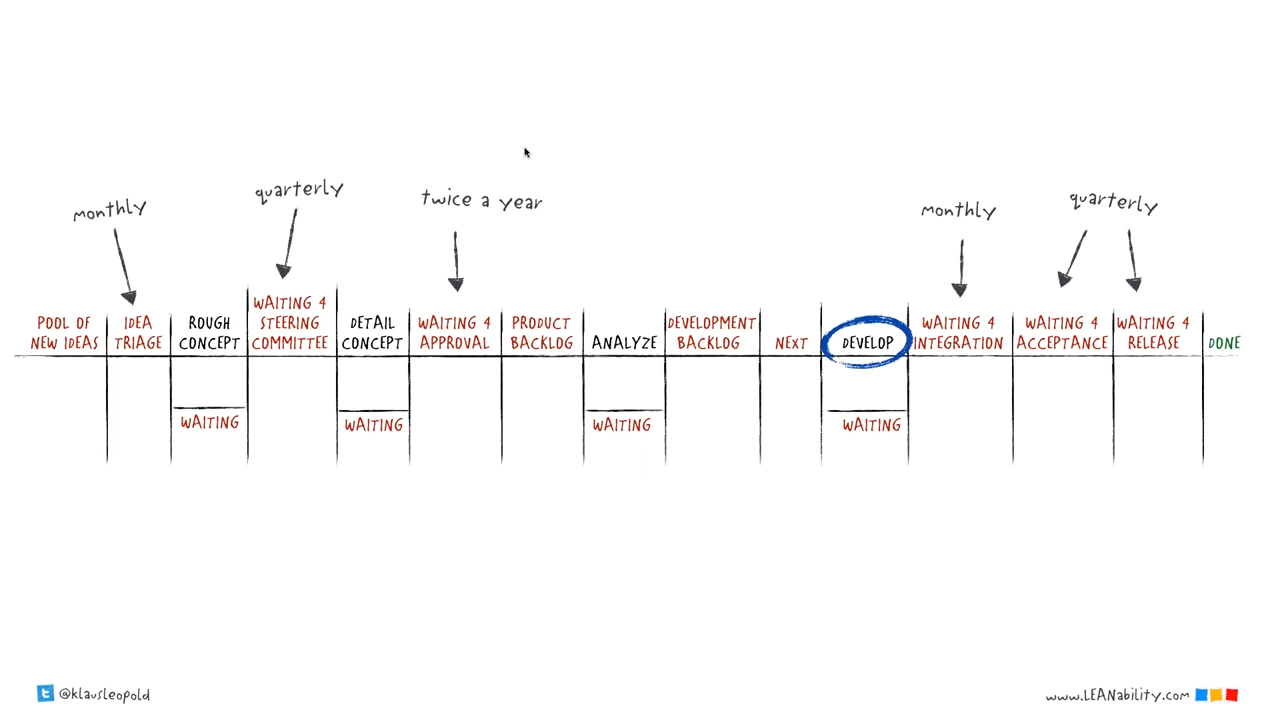 monthly
quarterly
twice a year
monthly
quarterly
POOL OF
NEW IDEAS
IDEA
TRIAGE
ROUGH
CONCEPT
WAITING 4
STEERING
COMMITTEE
DETAIL
CONCEPT
WAITING 4
APPROVAL
PRODUCT
BACKLOG
ANALYZE
DEVELOPMENT
BACKLOG
NEXT
DEVELOP
WAITING 4
INTEGRATION
WAITING 4
ACCEPTANCE
WAITING 4
RELEASE
DONE
WAITING
WAITING
WAITING
WAITING
@klausleopold
www.LEANability.com